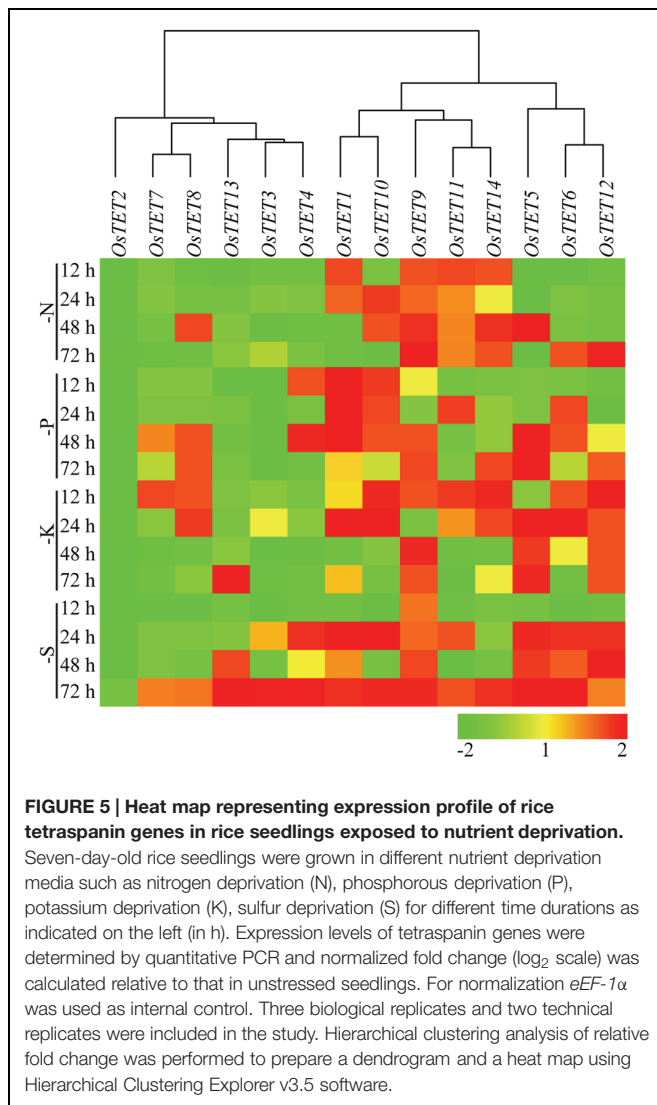 OsTET2 OsTET7 OsTET8 OsTET13 OsTET3 OsTET4 OsTET1 OsTET10 OsTET9 OsTET11 OsTET14 OsTET5 OsTET6 OsTET12
-N
12 h
24 h
48 h
72 h
-P
12 h
24 h
48 h
72 h
-K
12 h
24 h
48 h
72 h
-S
12 h
24 h
48 h
72 h
-2 1 2
FIGURE 5 | Heat map representing expression profile of rice
tetraspanin genes in rice seedlings exposed to nutrient deprivation.
Seven-day-old rice seedlings were grown in different nutrient deprivation
media such as nitrogen deprivation (N), phosphorous deprivation (P),
potassium deprivation (K), sulfur deprivation (S) for different time durations as
indicated on the left (in h). Expression levels of tetraspanin genes were
determined by quantitative PCR and normalized fold change (log₂ scale) was
calculated relative to that in unstressed seedlings. For normalization eEF-1α
was used as internal control. Three biological replicates and two technical
replicates were included in the study. Hierarchical clustering analysis of relative
fold change was performed to prepare a dendrogram and a heat map using
Hierarchical Clustering Explorer v3.5 software.